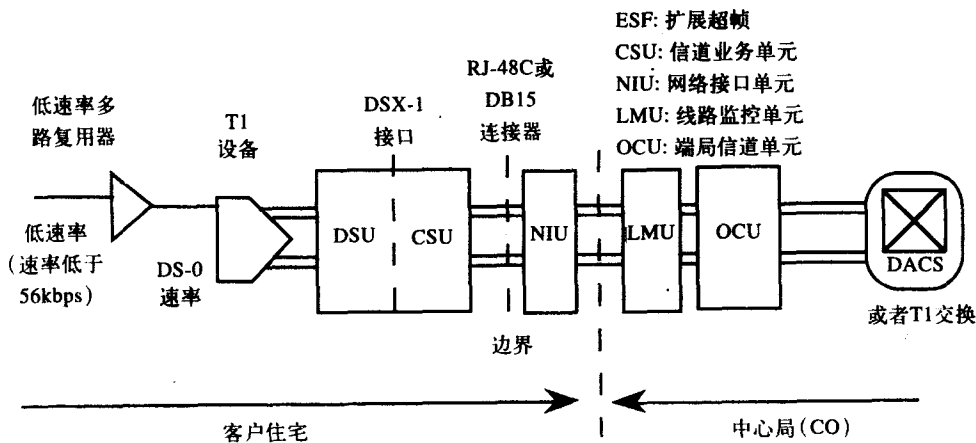 ESF: 扩展超帧
CSU: 信道业务单元
NIU: 网络接口单元
LMU: 线路监控单元
OCU: 端局信道单元
低速率多
路复用器
T1
设备
DSX-1
接口
RJ-48C或
DB15
连接器
低速率
(速率低于
56kbps)
DS-0
速率
DSU
CSU
NIU
LMU
OCU
DACS
或者T1交换
边界
客户住宅
中心局(CO)